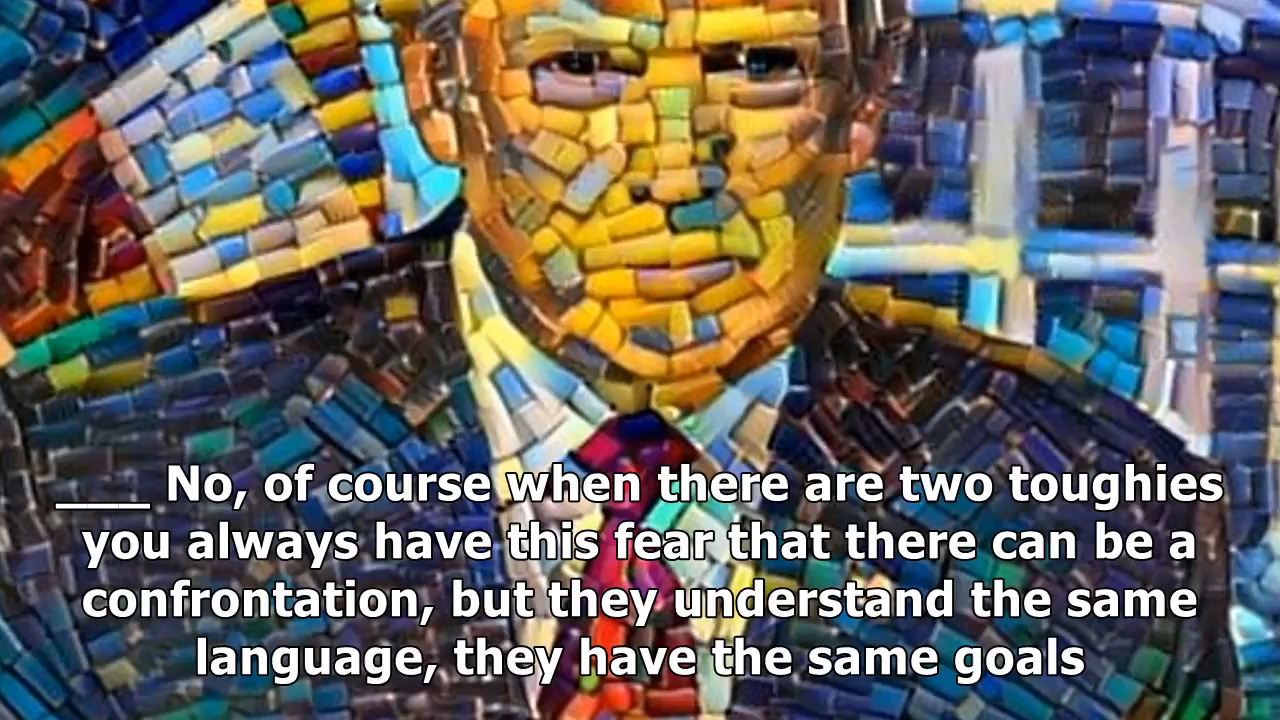 ___ No, of course when there are two toughies
you always have this fear that there can be a
confrontation, but they understand the same
language, they have the same goals